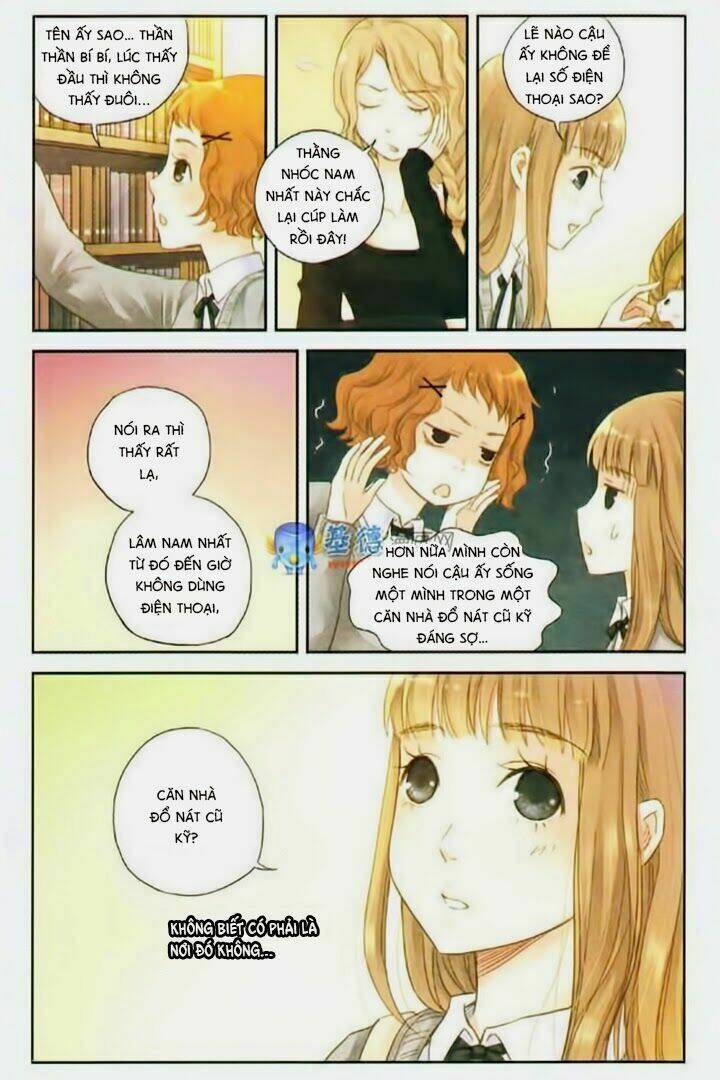 TÊN ẤY SAO... THẦN
THẦN BÍ BÍ, LÚC THẤY
ĐẦU THÌ KHÔNG
THẤY ĐUÔI...
THẰNG
NHÓC NAM
NHẤT NÀY CHẮC
LẠI CÚP LÀM
RỒI ĐÂY!
LẼ NÀO CẬU
ẤY KHÔNG ĐỂ
LẠI SỐ ĐIỆN
THOẠI SAO?
NÓI RA THÌ
THẤY RẤT
LẠ,
LÂM NAM NHẤT
TỪ ĐÓ ĐẾN GIỜ
KHÔNG DÙNG
ĐIỆN THOẠI,
基德
HƠN NỮA MÌNH CÒN
NGHE NÓI CẬU ẤY SỐNG
MỘT MÌNH TRONG MỘT
CĂN NHÀ ĐỔ NÁT CŨ KỸ
ĐÁNG SỢ...
CĂN NHÀ
ĐỔ NÁT CŨ
KỸ?
KHÔNG BIẾT CÓ PHẢI LÀ
NƠI ĐÓ KHÔNG...